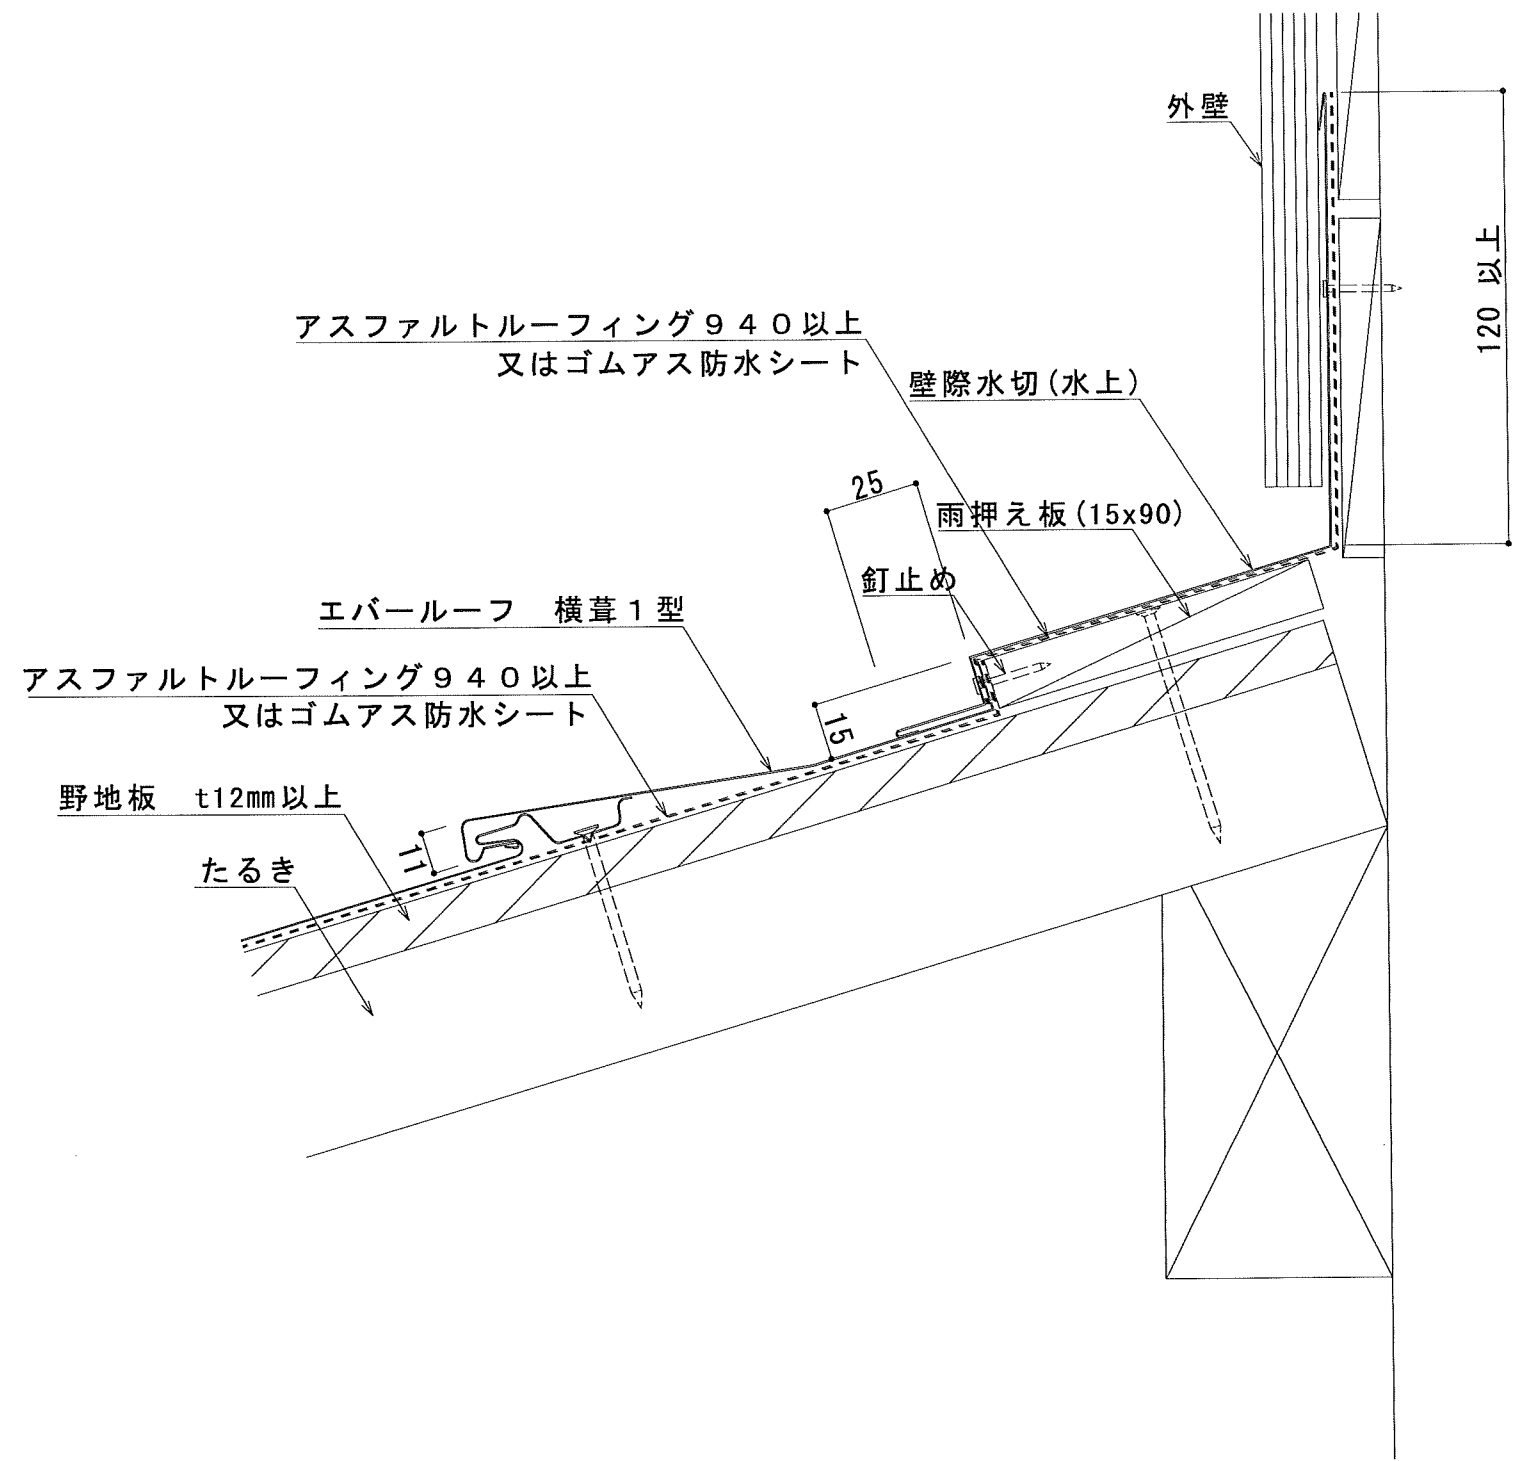 外壁
120 以上
アスファルトルーフィング９４０以上
又はゴムアス防水シート
壁際水切(水上)
25
雨押え板(15x90)
釘止め
エバールーフ　横葺１型
アスファルトルーフィング９４０以上
又はゴムアス防水シート
15
野地板　t12㎜以上
11
たるき